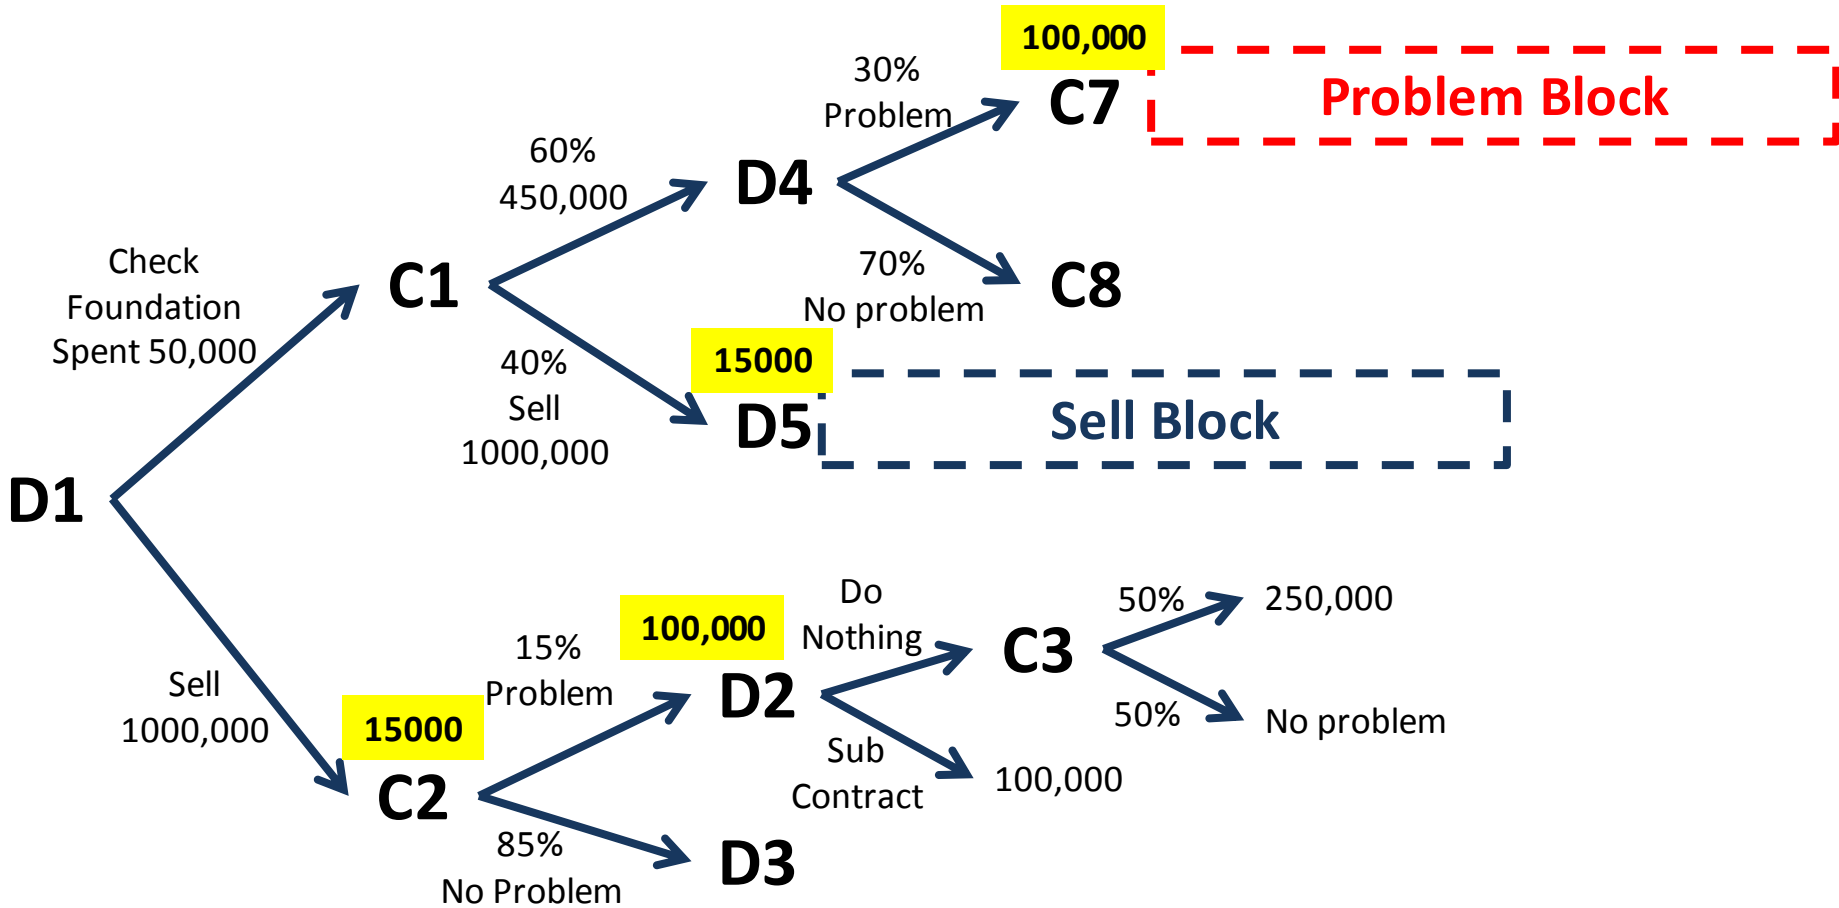 100,000
C7
Problem Block
30%
Problem
60%
450,000
D4
Check
Foundation
Spent 50,000
C1
70%
No problem
C8
40%
Sell
1000,000
15000
D5
Sell Block
D1
Sell
1000,000
15000
C2
15%
Problem
100,000
D2
Do
Nothing
C3
50%
250,000
50%
No problem
Sub
Contract
100,000
85%
No Problem
D3